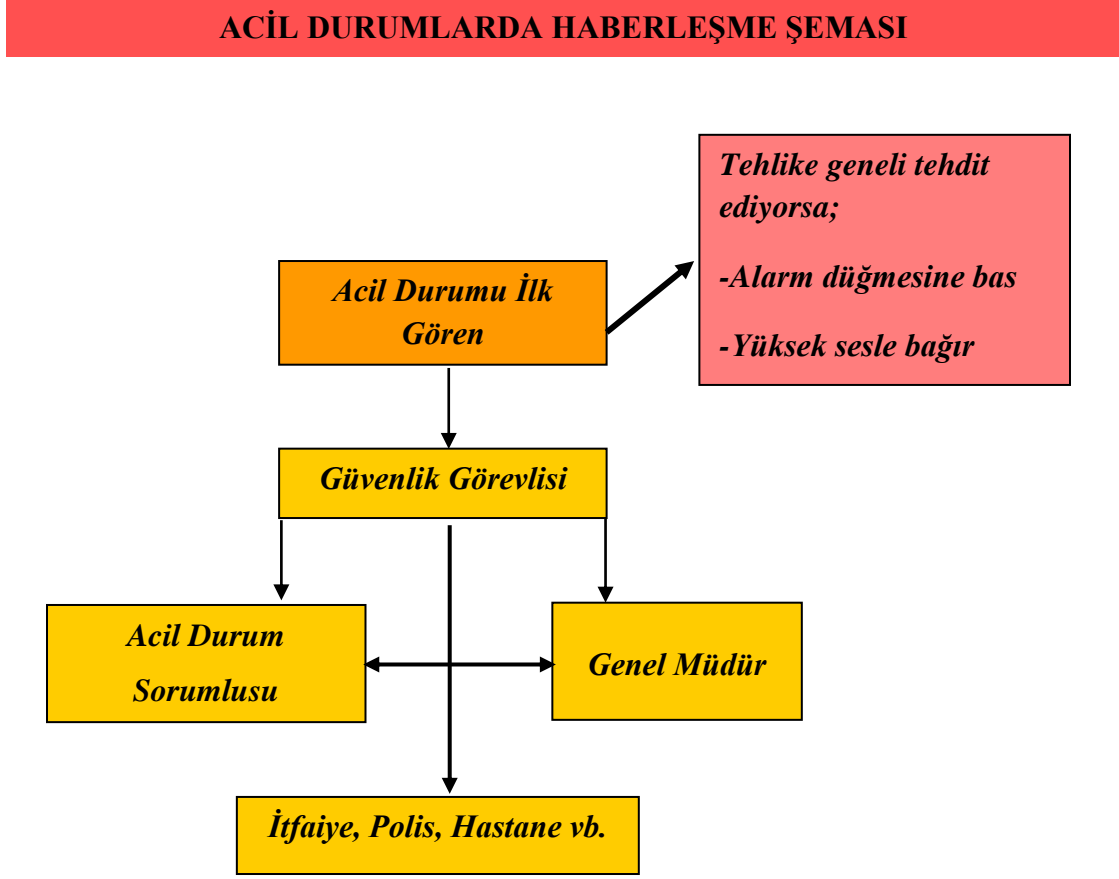 ACİL DURUMLARDA HABERLEŞME ŞEMASI
Tehlike geneli tehdit
ediyorsa;
-Alarm düğmesine bas
-Yüksek sesle bağır
Acil Durumu İlk
Gören
Güvenlik Görevlisi
Acil Durum
Sorumlusu
Genel Müdür
İtfaiye, Polis, Hastane vb.